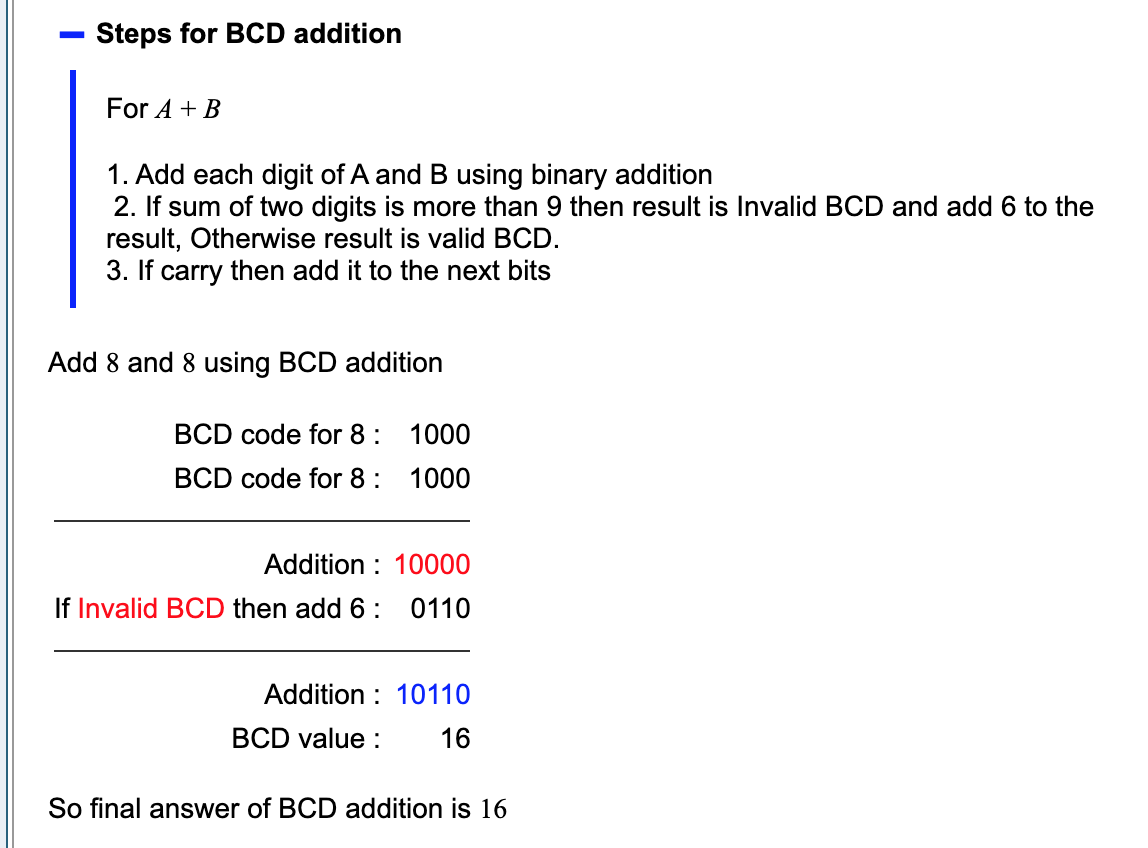 Steps for BCD addition
For A + B
1. Add each digit of A and B using binary addition
2. If sum of two digits is more than 9 then result is Invalid BCD and add 6 to the
result, Otherwise result is valid BCD.
3. If carry then add it to the next bits
Add 8 and 8 using BCD addition
BCD code for 8 : 1000
BCD code for 8 : 1000
Addition : 10000
If Invalid BCD then add 6 : 0110
Addition : 10110
BCD value : 16
So final answer of BCD addition is 16